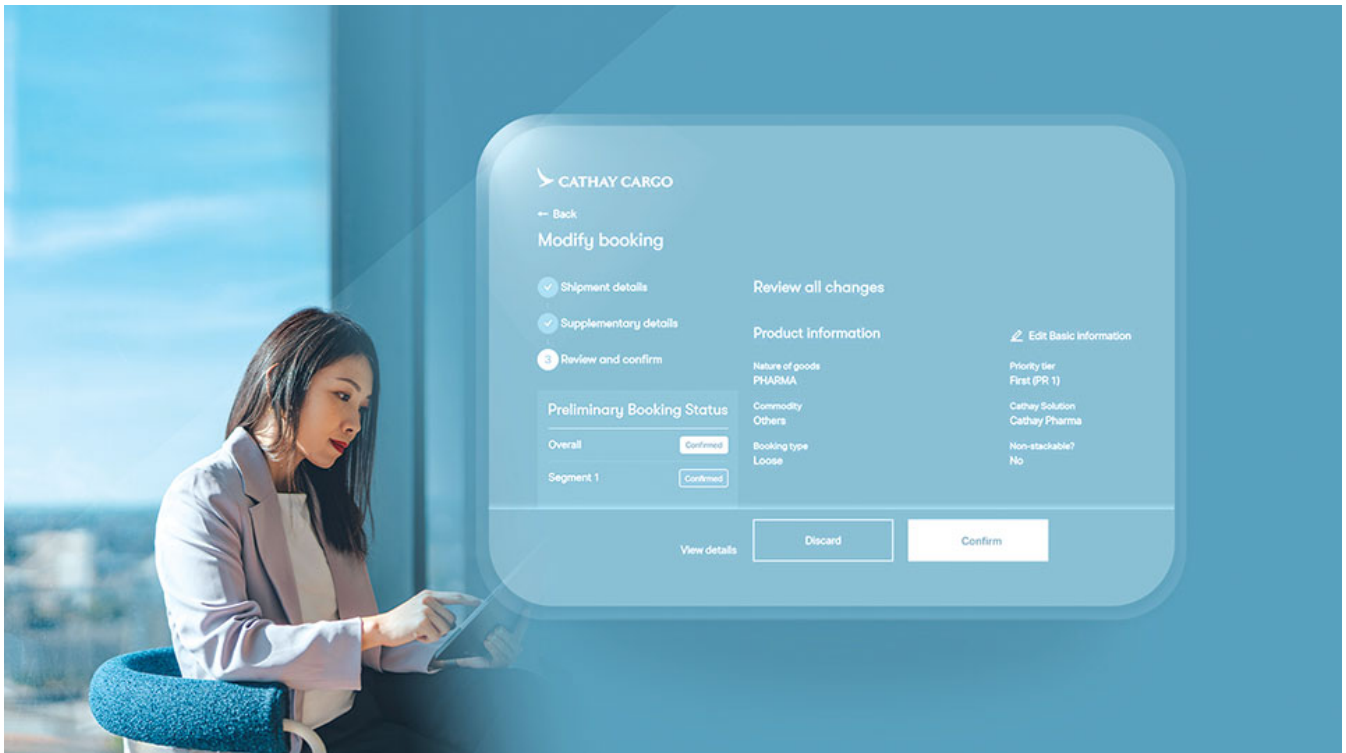 CATHAY CARGO
← Back
Modify booking
Shipment details
Supplementary details
3 Review and confirm
Preliminary Booking Status
Overall Confirmed
Segment 1 Confirmed
Review all changes
Product information
Edit Basic information
Nature of goods
PHARMA
Priority tier
First (PR 1)
Commodity
Others
Cathay Solution
Cathay Pharma
Booking type
Loose
Non-stackable?
No
View details
Discard
Confirm